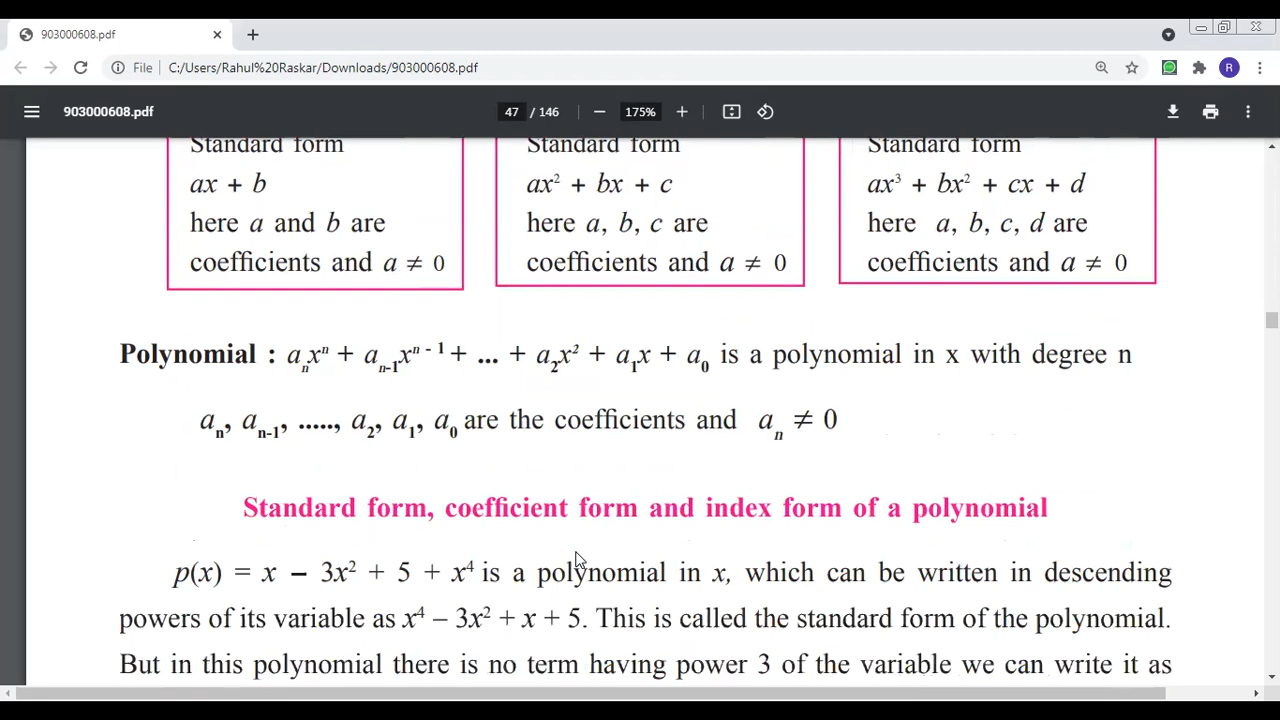 903000608.pdf
File C:/Users/Rahul%20Raskar/Downloads/903000608.pdf R
903000608.pdf 47 / 146 175%
Standard form Standard form Standard form
ax + b ax² + bx + c ax³ + bx² + cx + d
here a and b are here a, b, c are here a, b, c, d are
coefficients and a ≠ 0 coefficients and a ≠ 0 coefficients and a ≠ 0
Polynomial : aₙxⁿ + aₙ₋₁xⁿ⁻¹ + ... + a₂x² + a₁x + a₀ is a polynomial in x with degree n
aₙ, aₙ₋₁, ....., a₂, a₁, a₀ are the coefficients and aₙ ≠ 0
Standard form, coefficient form and index form of a polynomial
p(x) = x – 3x² + 5 + x⁴ is a polynomial in x, which can be written in descending
powers of its variable as x⁴ – 3x² + x + 5. This is called the standard form of the polynomial.
But in this polynomial there is no term having power 3 of the variable we can write it as